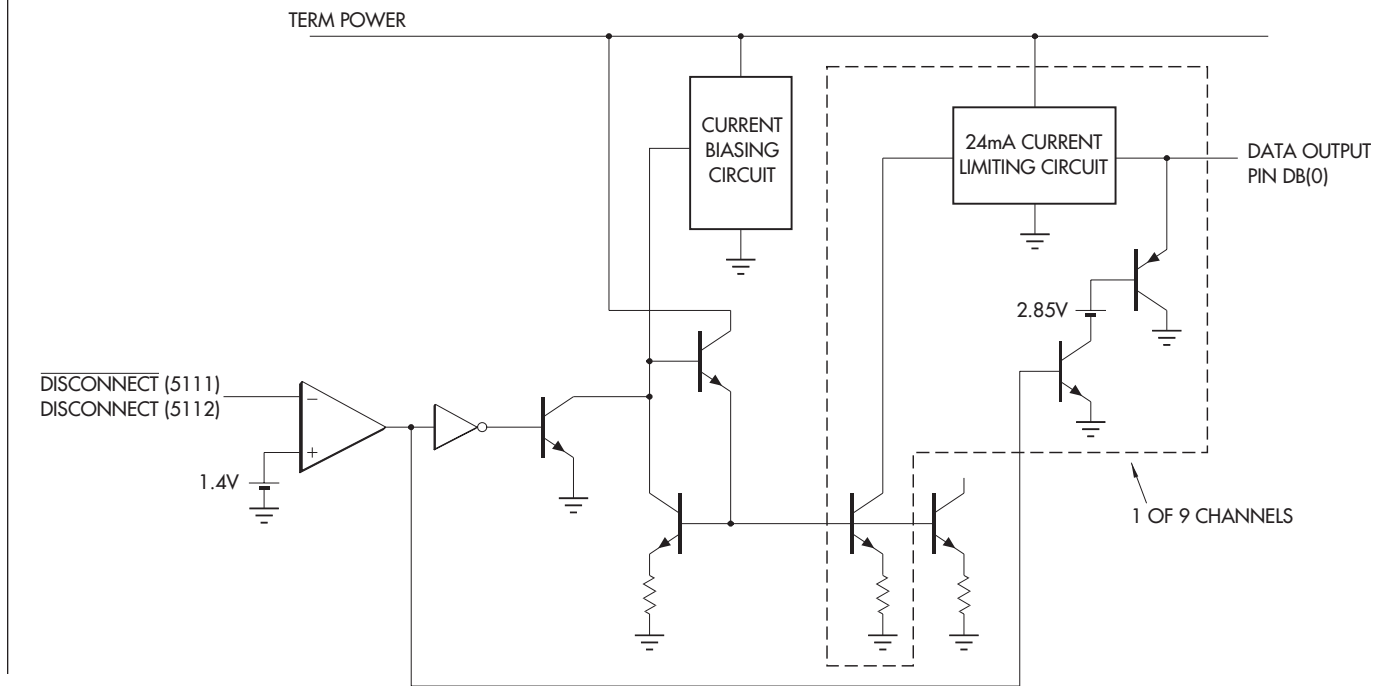 TERM POWER
CURRENT
BIASING
CIRCUIT
24mA CURRENT
LIMITING CIRCUIT
DATA OUTPUT
PIN DB(0)
2.85V
DISCONNECT (5111)
DISCONNECT (5112)
−
+
1.4V
1 OF 9 CHANNELS